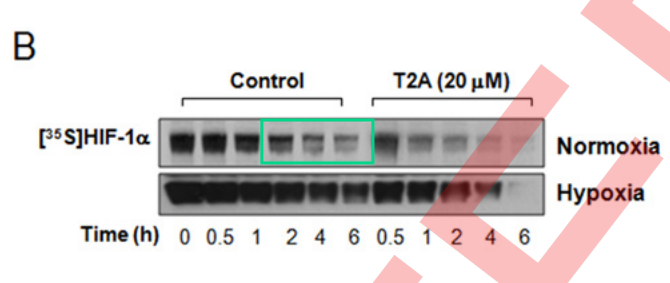 B
Control T2A (20 μM)
[³⁵S]HIF-1α Normoxia
Hypoxia
Time (h) 0 0.5 1 2 4 6 0.5 1 2 4 6